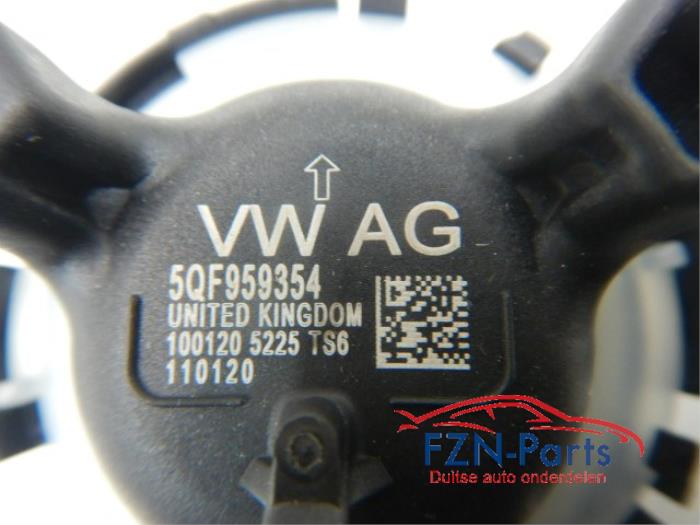 VW AG
5QF959354
UNITED KINGDOM
100120 5225 TS6
110120
FZN-Parts
Duitse auto onderdelen